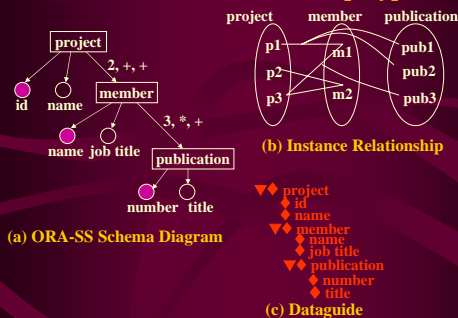 project
2, +, +
id name
member
3, *, +
name job title
publication
number title
(a) ORA-SS Schema Diagram
project member publication
p1 m1 pub1
p2 pub2
p3 m2 pub3
(b) Instance Relationship
project
id
name
member
name
job title
publication
number
title
(c) Dataguide